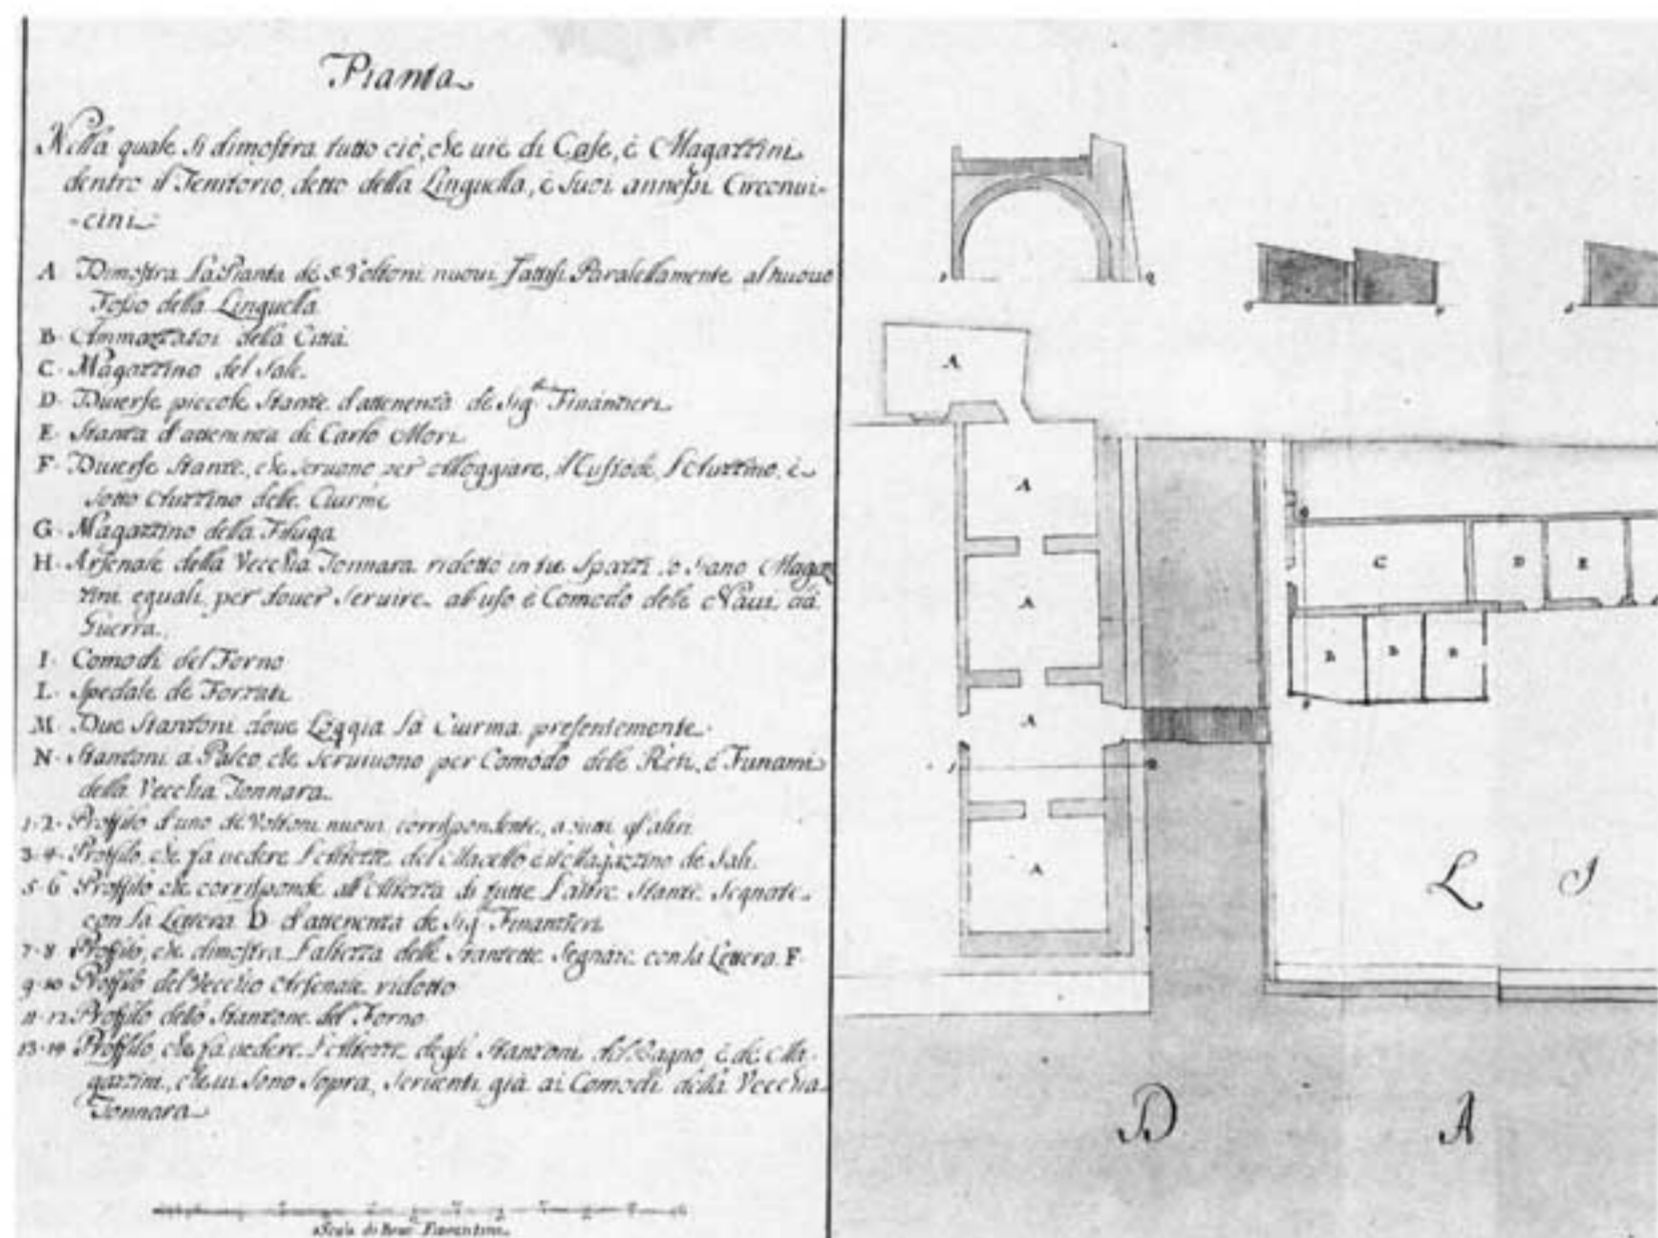 Pianta
Nella quale si dimostra tutto ciò, che vie di Case, e Magazzini
dentro il Territorio, detto della Linguella, e suoi annessi Circonvi-
-cini
A Dimostra la Pianta de 5 Voltoni nuovi fattisi Paralellamente al nuovo
Fosso della Linguella
B Ammazzatoi della Città
C Magazzino del Sale
D Diverse piccole Stanze d'attenenza de Sig.ri Finanzieri
E Stanza d'attenenza di Carlo Mori
F Diverse Stanze, che servono per alloggiare, il Custode, l'Auzzino, e
sotto Auzzino delle Ciurme
G Magazzino della Filuga
H Arsenale della Vecchia Tonnara ridotto in tre Spazzi, o siano Magaz
zini eguali, per dover servire all uso e Comodo delle Navi da
Guerra
I Comodi del Forno
L Spedale de Forzati
M Due Stanzoni dove Loggia la Ciurma presentemente
N Stanzoni a Palco, che servivono per Comodo delle Reti, e Funami
della Vecchia Tonnara
1-2 Proffilo d'uno de Voltoni nuovi corrispondente, a tutti gl'altri
3-4 Proffilo, che fa vedere l'altezze del Macello e del Magazzino de Sali
5-6 Proffilo che corrisponde all'altezza di tutte l'altre Stanze Segnate
con la Lettera D d'attenenza de Sig.ri Finanzieri
7-8 Proffilo, che dimostra l'altezza delle Stanzette Segnate con la Lettera F
9-10 Proffilo del Vecchio Arsenale ridotto
11-12 Proffilo dello Stanzone del Forno
13-14 Proffilo, che fa vedere l'altezze degli Stanzoni del Bagno, e de Ma-
gazzini, che vi sono sopra, serventi già ai Comodi della Vecchia
Tonnara
Scala di Brac. Fiorentine
A
A
A
A
A
C
D
E
B
B
B
L I
D A